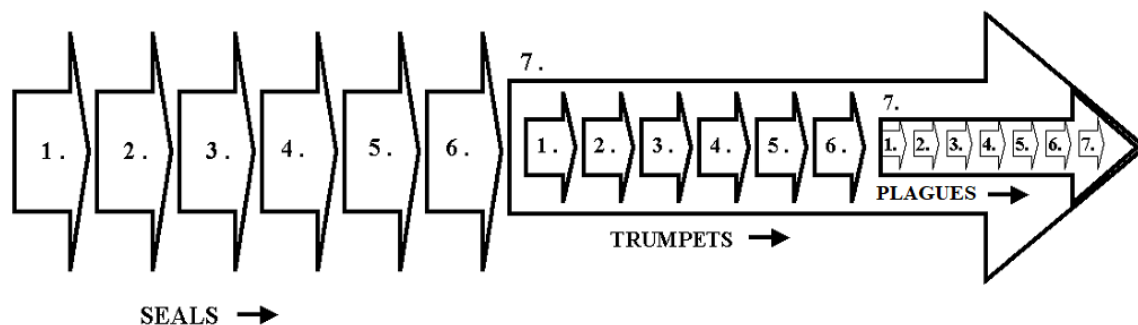 7.
7.
1. 2. 3. 4. 5. 6. 1. 2. 3. 4. 5. 6. 1. 2. 3. 4. 5. 6. 7.
PLAGUES
TRUMPETS
SEALS